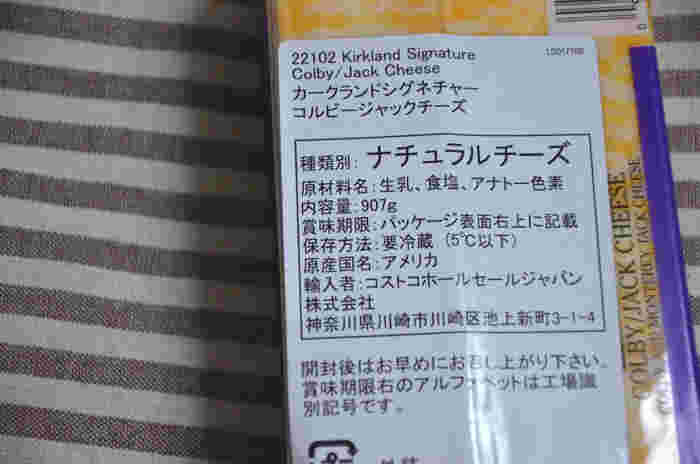 22102 Kirkland Signature
Colby/Jack Cheese
カークランドシグネチャー
コルビージャックチーズ
種類別: ナチュラルチーズ
原材料名:生乳、食塩、アナトー色素
内容量:907g
賞味期限:パッケージ表面右上に記載
保存方法:要冷蔵 (5℃以下)
原産国名:アメリカ
輸入者:コストコホールセールジャパン
株式会社
神奈川県川崎市川崎区池上新町3-1-4
開封後はお早めにお召し上がり下さい。
賞味期限右のアルファベットは工場識
別記号です。
COLBY/JACK CHEESE
MONTEREY JACK CHEESE